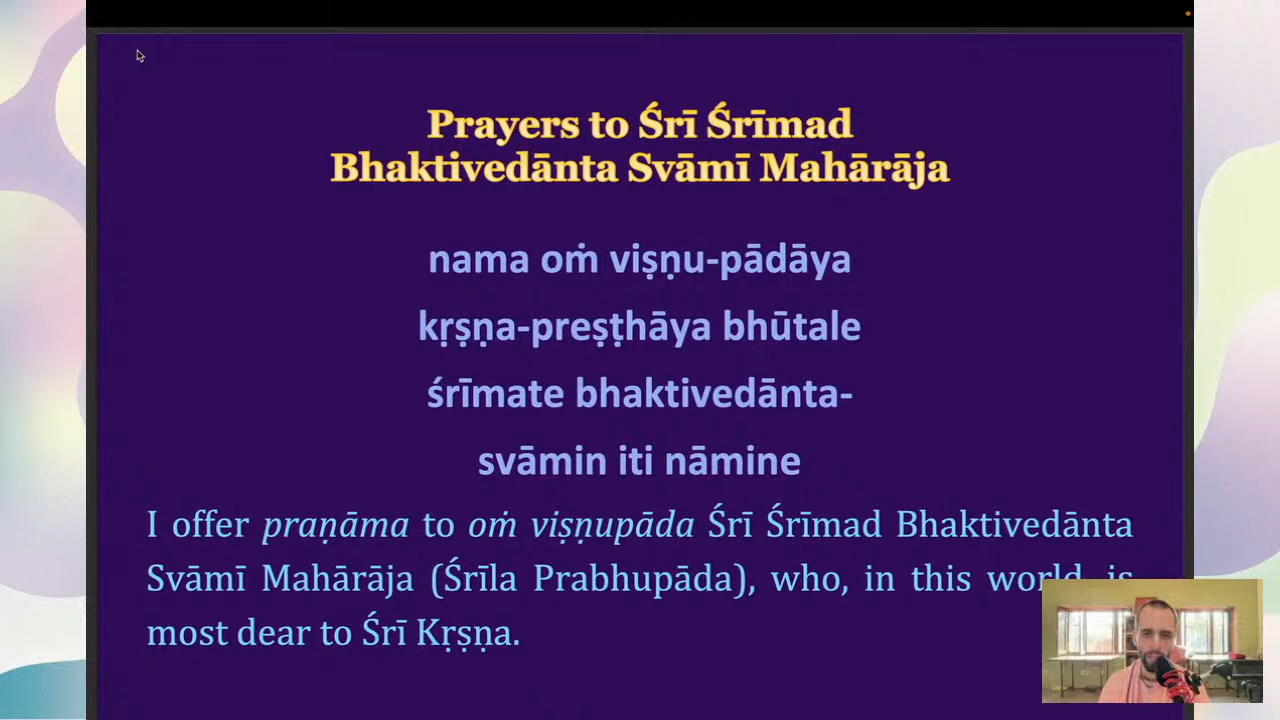 Prayers to Śrī Śrīmad
Bhaktivedānta Svāmī Mahārāja
nama oṁ viṣṇu-pādāya
kṛṣṇa-preṣṭhāya bhūtale
śrīmate bhaktivedānta-
svāmin iti nāmine
I offer praṇāma to oṁ viṣṇupāda Śrī Śrīmad Bhaktivedānta
Svāmī Mahārāja (Śrīla Prabhupāda), who, in this world, is
most dear to Śrī Kṛṣṇa.